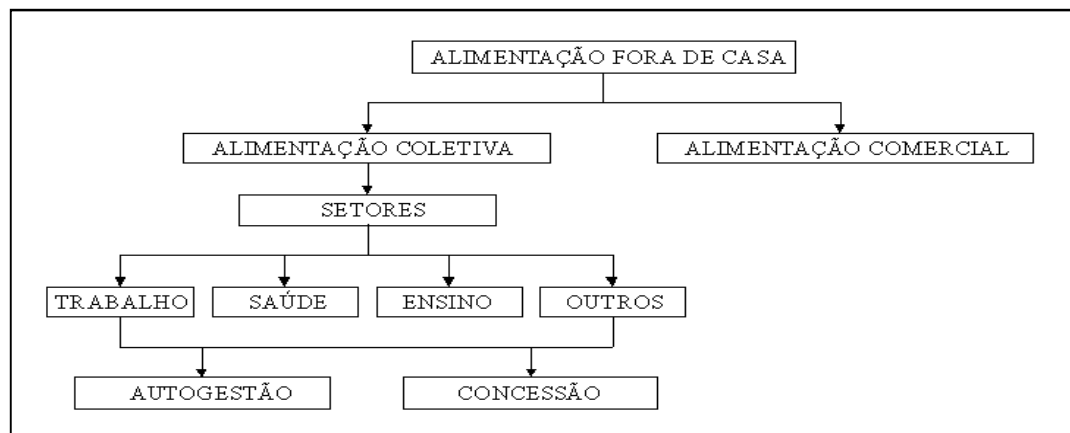 ALIMENTAÇÃO FORA DE CASA
ALIMENTAÇÃO COLETIVA
ALIMENTAÇÃO COMERCIAL
SETORES
TRABALHO
SAÚDE
ENSINO
OUTROS
AUTOGESTÃO
CONCESSÃO